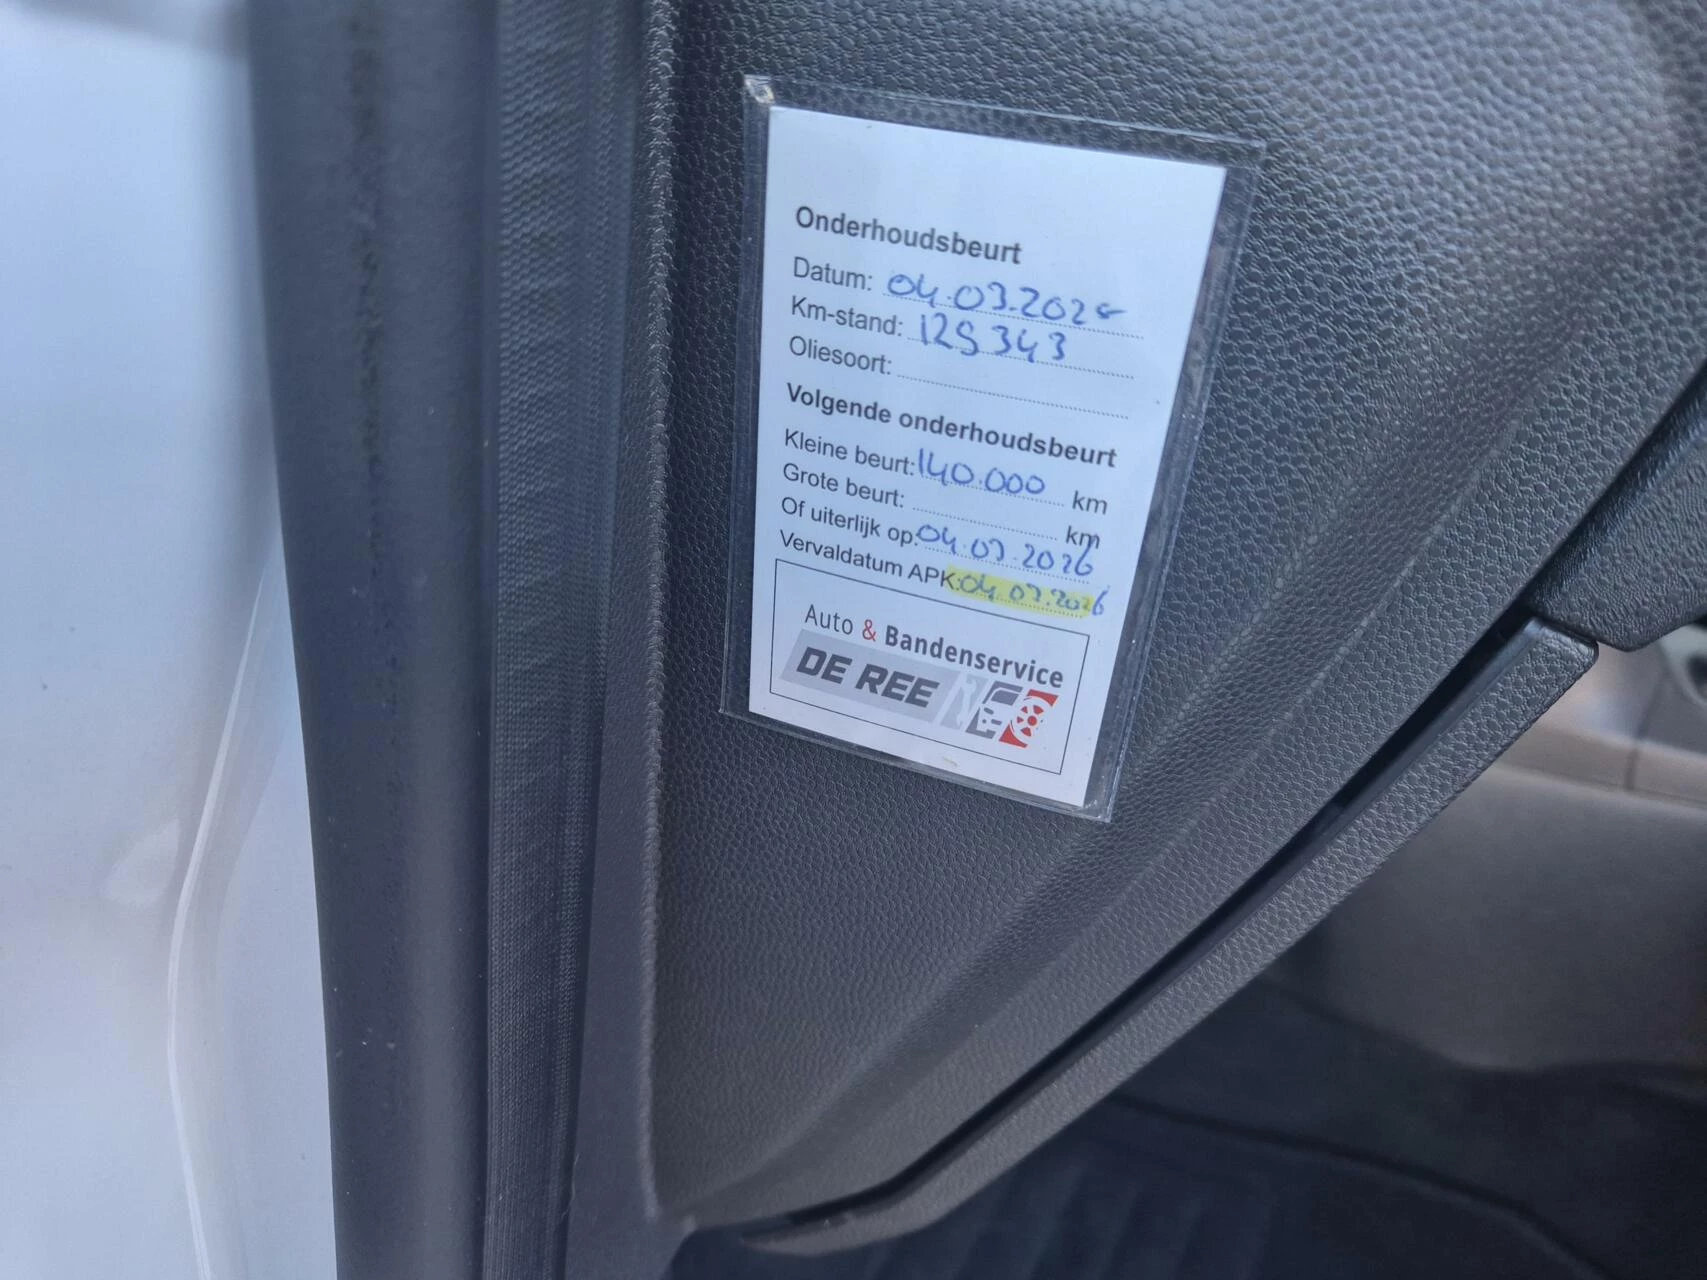 Onderhoudsbeurt
Datum: 04.03.202
Km-stand: 125343
Oliesoort:
Volgende onderhoudsbeurt
Kleine beurt: 140.000 km
Grote beurt: km
Of uiterlijk op: 04.03.2026
Vervaldatum APK: 04.03.2026
Auto & Bandenservice
DE REE